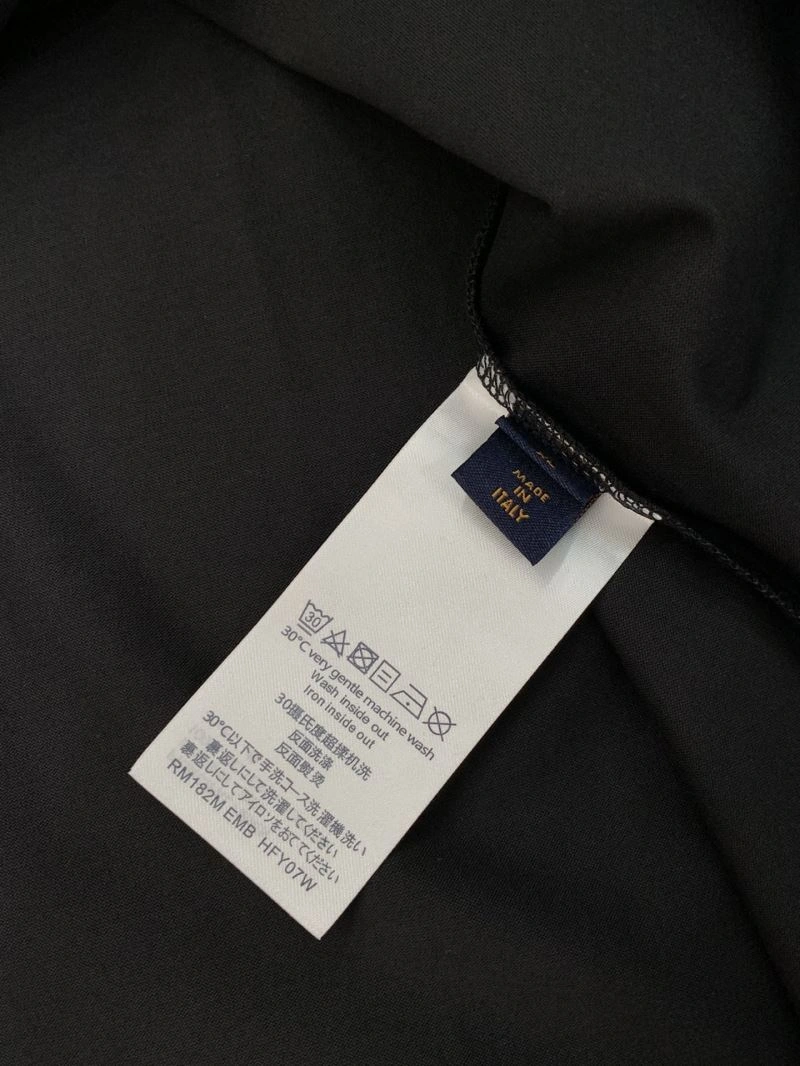 MADE
IN
ITALY
30
30°C very gentle machine wash
Wash inside out
Iron inside out
30摄氏度超揉机洗
反面洗涤
反面熨烫
30℃以下で手洗コース洗濯機洗い
裏返しにして洗濯してください
裏返しにしてアイロンをおてください
RM182M EMB HFY07W